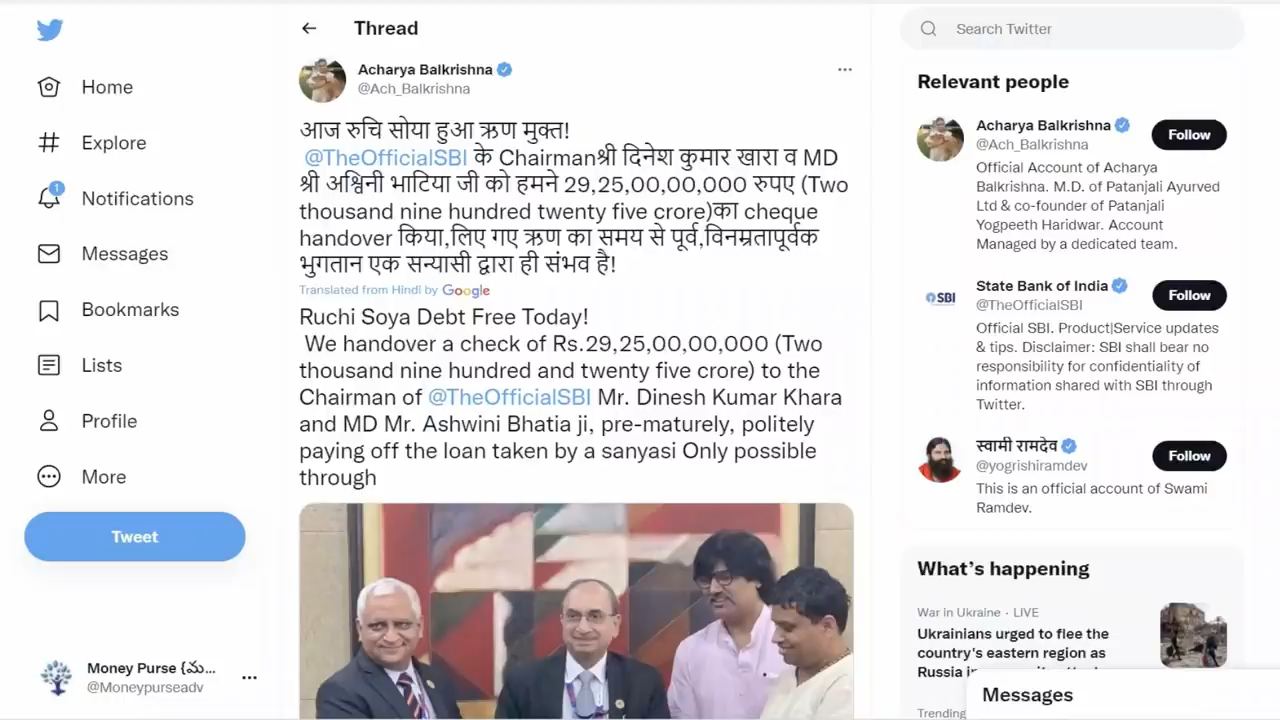 Home
Explore
1
Notifications
Messages
Bookmarks
Lists
Profile
More
Tweet
Money Purse {మ...
@Moneypurseadv
Thread
Acharya Balkrishna
@Ach_Balkrishna
आज रुचि सोया हुआ ऋण मुक्त!
@TheOfficialSBI के Chairmanश्री दिनेश कुमार खारा व MD
श्री अश्विनी भाटिया जी को हमने 29,25,00,00,000 रुपए (Two
thousand nine hundred twenty five crore)का cheque
handover किया,लिए गए ऋण का समय से पूर्व,विनम्रतापूर्वक
भुगतान एक सन्यासी द्वारा ही संभव है!
Translated from Hindi by Google
Ruchi Soya Debt Free Today!
We handover a check of Rs.29,25,00,00,000 (Two
thousand nine hundred and twenty five crore) to the
Chairman of @TheOfficialSBI Mr. Dinesh Kumar Khara
and MD Mr. Ashwini Bhatia ji, pre-maturely, politely
paying off the loan taken by a sanyasi Only possible
through
Search Twitter
Relevant people
Acharya Balkrishna
@Ach_Balkrishna
Follow
Official Account of Acharya
Balkrishna. M.D. of Patanjali Ayurved
Ltd & co-founder of Patanjali
Yogpeeth Haridwar. Account
Managed by a dedicated team.
SBI
State Bank of India
@TheOfficialSBI
Follow
Official SBI. Product|Service updates
& tips. Disclaimer: SBI shall bear no
responsibility for confidentiality of
information shared with SBI through
Twitter.
स्वामी रामदेव
@yogrishiramdev
Follow
This is an official account of Swami
Ramdev.
What's happening
War in Ukraine · LIVE
Ukrainians urged to flee the
country's eastern region as
Russia
Trending
Messages